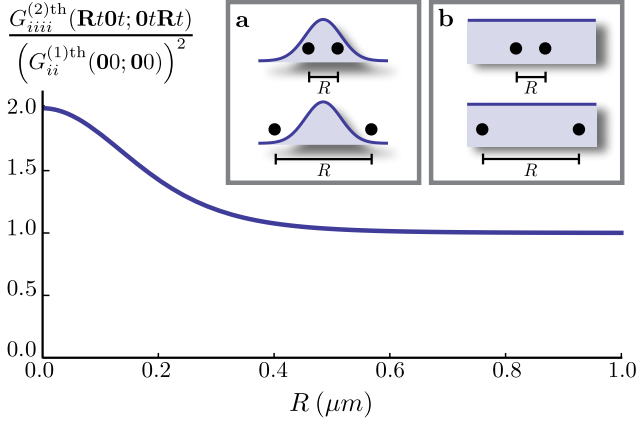 G_{iiii}^{(2)th}(Rt0t; 0tRt)
(G_{ii}^{(1)th}(00; 00))^2
a
R
R
b
R
R
2.0
1.5
1.0
0.5
0.0
0.0 0.2 0.4 0.6 0.8 1.0
R (μm)